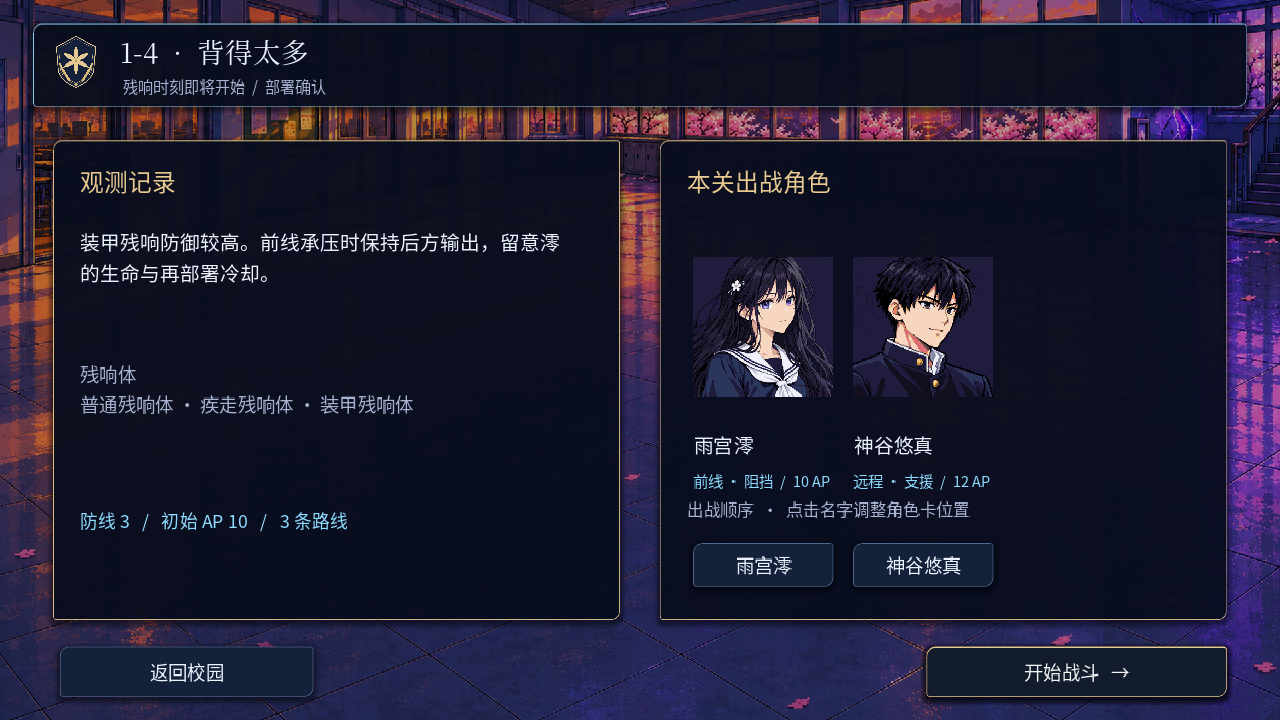 1-4 · 背得太多
残响时刻即将开始 / 部署确认
观测记录
装甲残响防御较高。前线承压时保持后方输出，留意澪
的生命与再部署冷却。
残响体
普通残响体 · 疾走残响体 · 装甲残响体
防线 3 / 初始 AP 10 / 3 条路线
本关出战角色
雨宫澪
前线 · 阻挡 / 10 AP
神谷悠真
远程 · 支援 / 12 AP
出战顺序 · 点击名字调整角色卡位置
雨宫澪
神谷悠真
返回校园
开始战斗 →